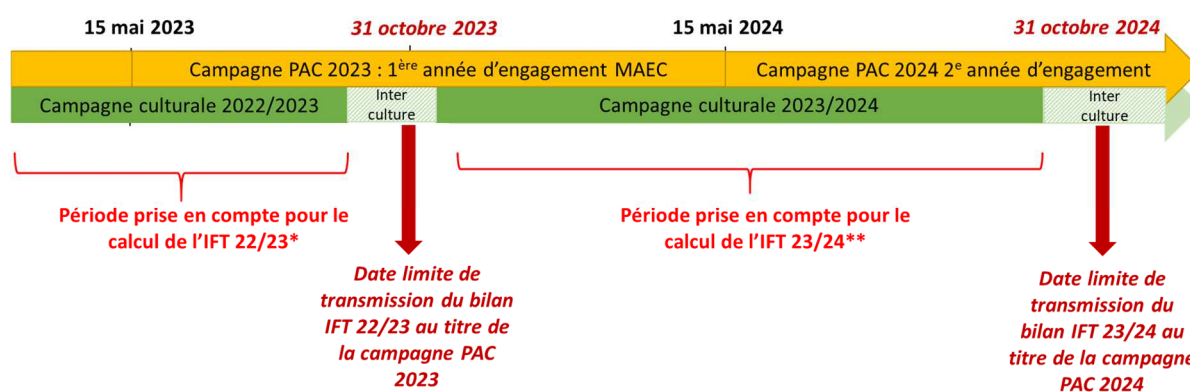 15 mai 2023
31 octobre 2023
15 mai 2024
31 octobre 2024
Campagne PAC 2023 : 1ère année d'engagement MAEC
Campagne PAC 2024 2e année d'engagement
Campagne culturale 2022/2023
Inter
culture
Campagne culturale 2023/2024
Inter
culture
Période prise en compte pour le
calcul de l'IFT 22/23*
Période prise en compte pour le
calcul de l'IFT 23/24**
Date limite de
transmission du bilan
IFT 22/23 au titre de
la campagne PAC
2023
Date limite de
transmission du
bilan IFT 23/24 au
titre de la campagne
PAC 2024